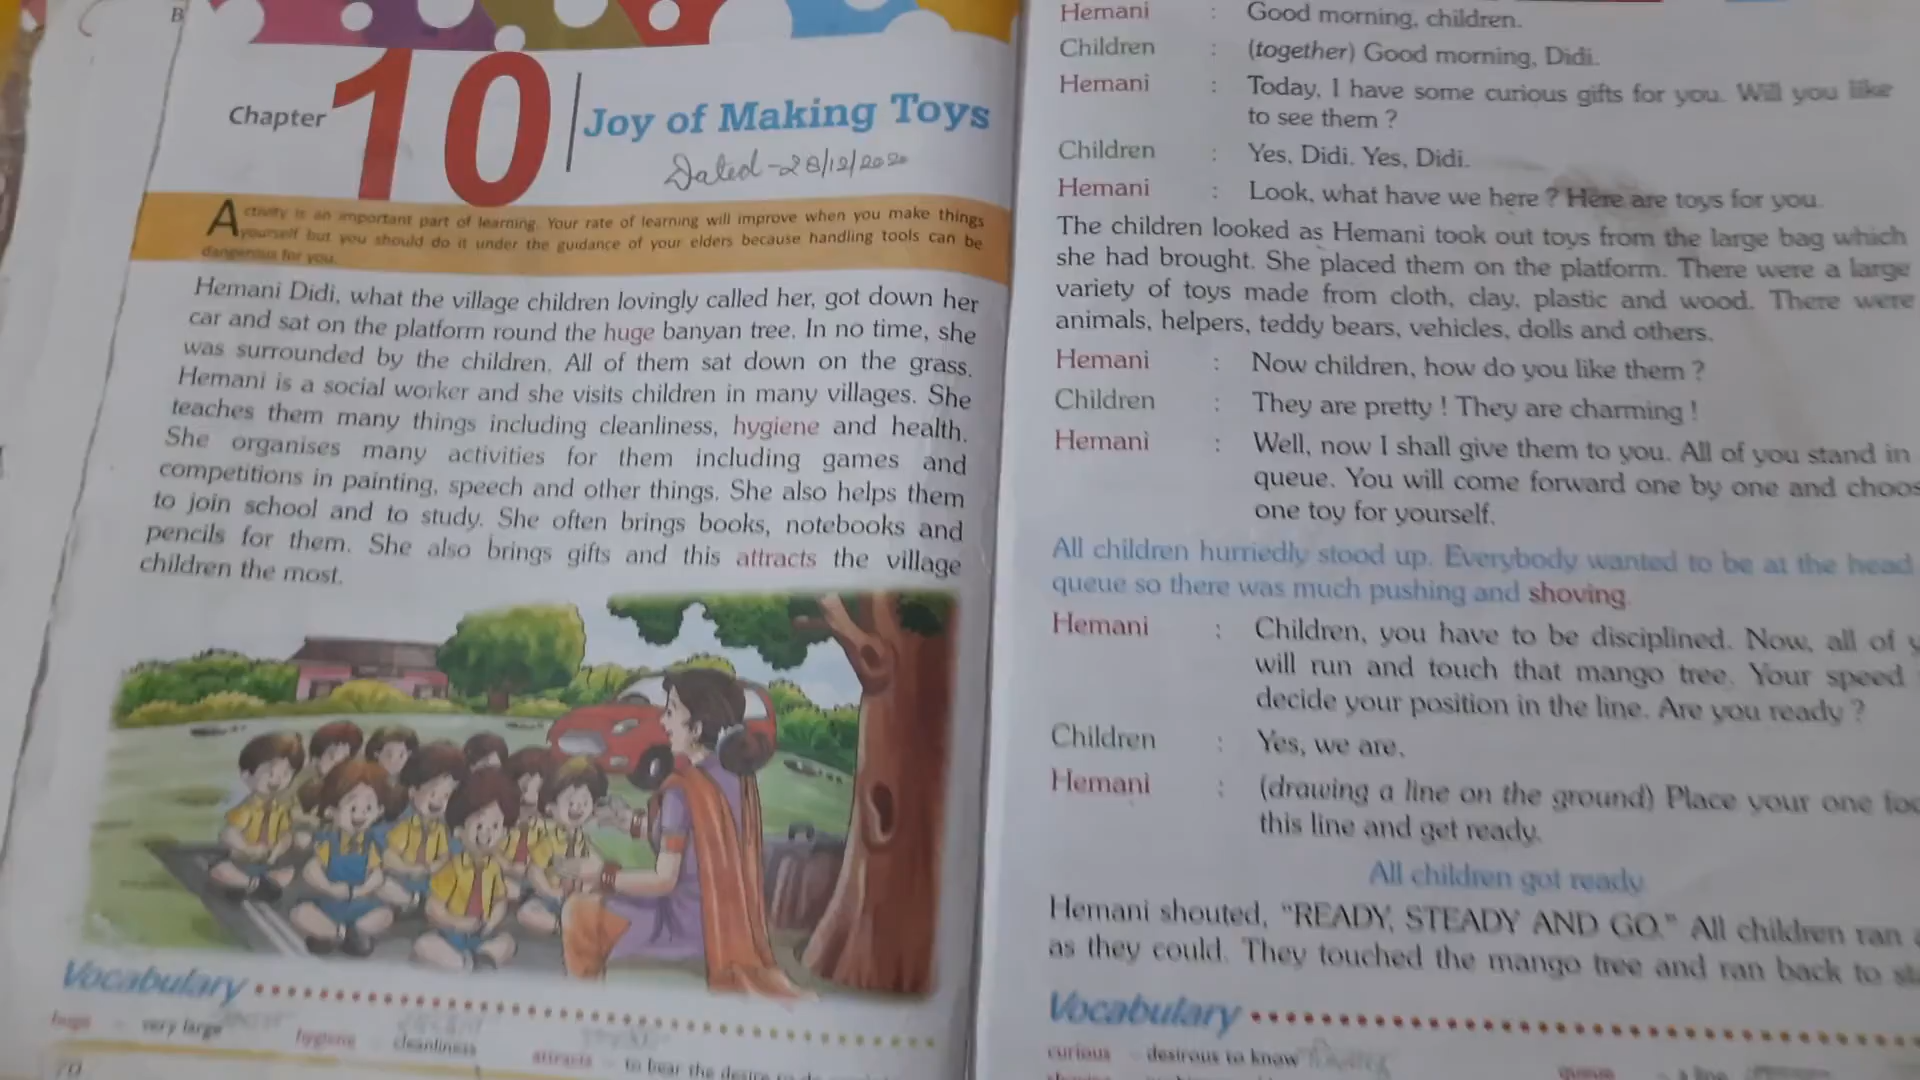 B
Chapter 10 Joy of Making Toys
Dated-28/12/2020
Activity is an important part of learning. Your rate of learning will improve when you make things
yourself but you should do it under the guidance of your elders because handling tools can be
dangerous for you.
Hemani Didi, what the village children lovingly called her, got down her
car and sat on the platform round the huge banyan tree. In no time, she
was surrounded by the children. All of them sat down on the grass.
Hemani is a social worker and she visits children in many villages. She
teaches them many things including cleanliness, hygiene and health.
She organises many activities for them including games and
competitions in painting, speech and other things. She also helps them
to join school and to study. She often brings books, notebooks and
pencils for them. She also brings gifts and this attracts the village
children the most.
Vocabulary
huge - very large hygiene - cleanliness attracts - to bear the desire to
70
Hemani : Good morning, children.
Children : (together) Good morning, Didi.
Hemani : Today, I have some curious gifts for you. Will you like
to see them ?
Children : Yes, Didi. Yes, Didi.
Hemani : Look, what have we here ? Here are toys for you.
The children looked as Hemani took out toys from the large bag which
she had brought. She placed them on the platform. There were a large
variety of toys made from cloth, clay, plastic and wood. There were
animals, helpers, teddy bears, vehicles, dolls and others.
Hemani : Now children, how do you like them ?
Children : They are pretty ! They are charming !
Hemani : Well, now I shall give them to you. All of you stand in
queue. You will come forward one by one and choos
one toy for yourself.
All children hurriedly stood up. Everybody wanted to be at the head
queue so there was much pushing and shoving.
Hemani : Children, you have to be disciplined. Now, all of y
will run and touch that mango tree. Your speed
decide your position in the line. Are you ready ?
Children : Yes, we are.
Hemani : (drawing a line on the ground) Place your one foo
this line and get ready.
All children got ready
Hemani shouted, “READY, STEADY AND GO.” All children ran
as they could. They touched the mango tree and ran back to
Vocabulary
curious - desirous to know queue - a line